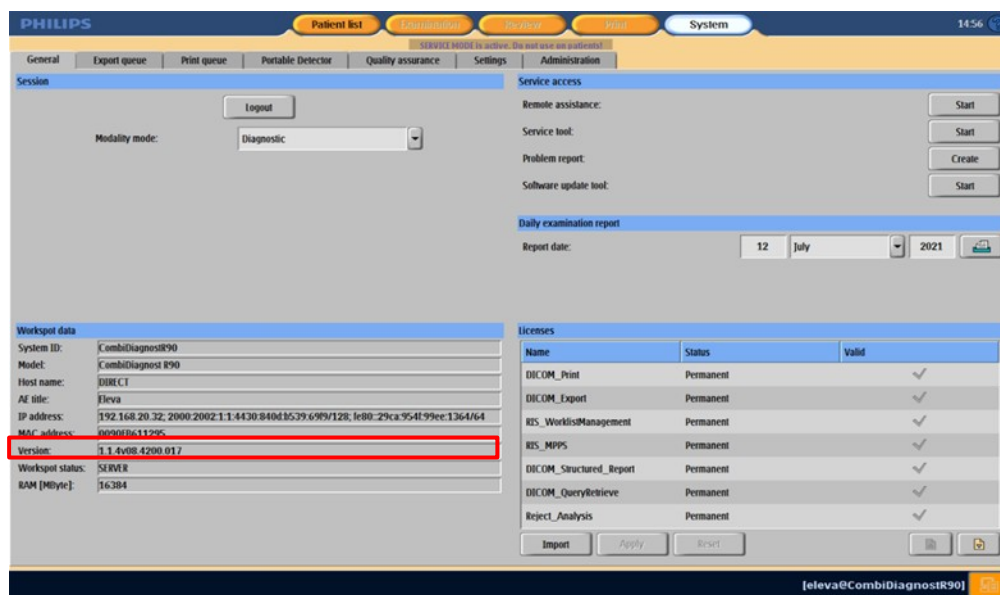 PHILIPS Patient list Examination Review Print System 14:56
SERVICE MODE is active. Do not use on patients!
General Export queue Print queue Portable Detector Quality assurance Settings Administration
Session
Logout
Modality mode: Diagnostic
Service access
Remote assistance: Start
Service tool: Start
Problem report: Create
Software update tool: Start
Daily examination report
Report date: 12 July 2021
Workspot data
System ID: CombiDiagnostR90
Model: CombiDiagnost R90
Host name: DIRECT
AE title: Eleva
IP address: 192.168.20.32; 2000:2002:1:1:4430:840d:b539:69f9/128; fe80::29ca:954f:99ee:1364/64
MAC address: 0090FB611295
Version: 1.1.4v08.4200.017
Workspot status: SERVER
RAM [MByte]: 16384
Licenses
Name Status Valid
DICOM_Print Permanent
DICOM_Export Permanent
RIS_WorklistManagement Permanent
RIS_MPPS Permanent
DICOM_Structured_Report Permanent
DICOM_QueryRetrieve Permanent
Reject_Analysis Permanent
Import Apply Reset
[eleva@CombiDiagnostR90]